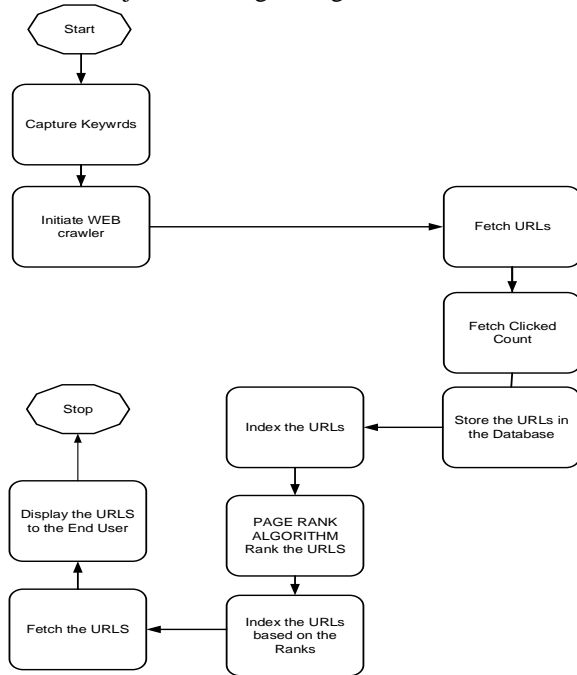 Start
Capture Keywrds
Initiate WEB
crawler
Fetch URLs
Fetch Clicked
Count
Store the URLs in
the Database
Index the URLs
PAGE RANK
ALGORITHM
Rank the URLS
Index the URLs
based on the
Ranks
Fetch the URLS
Display the URLS
to the End User
Stop